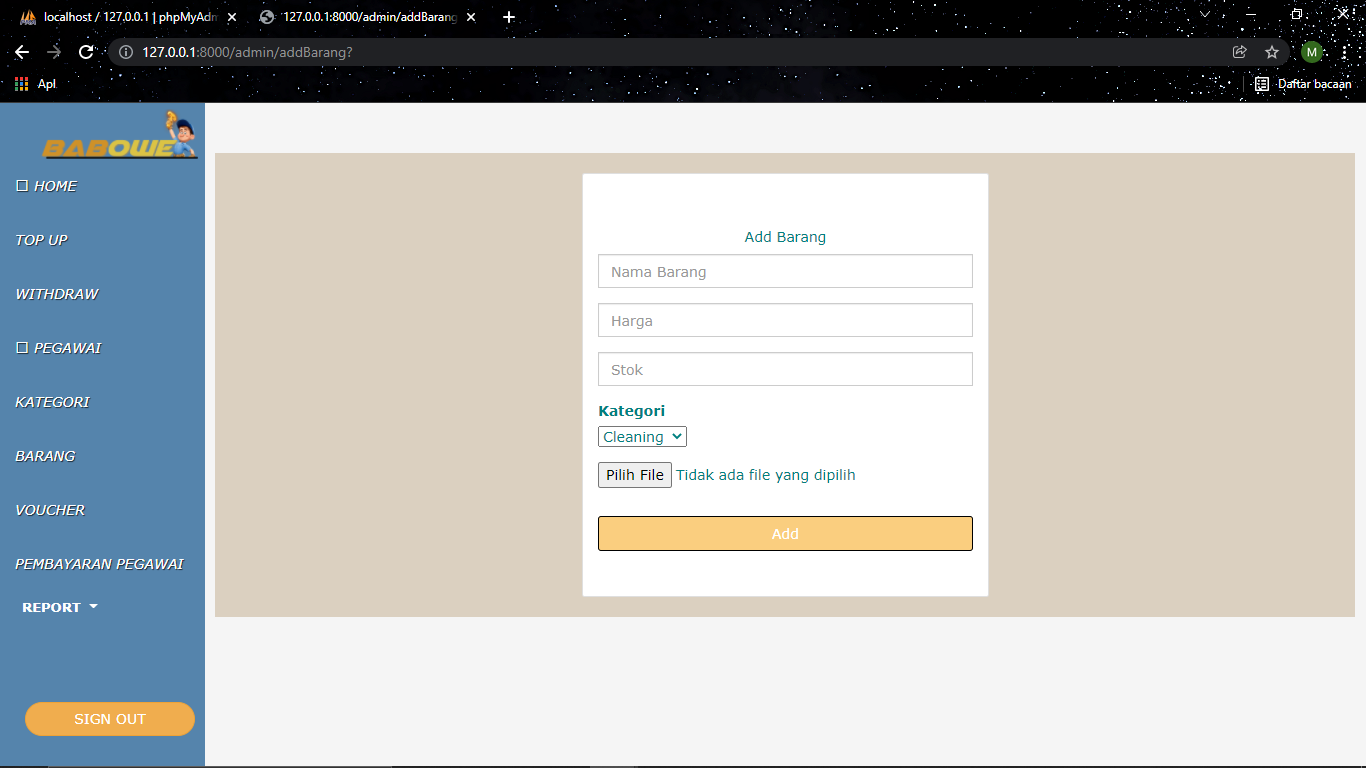 localhost / 127.0.0.1 | phpMyAdm
127.0.0.1:8000/admin/addBarang
127.0.0.1:8000/admin/addBarang?
M
Apl
Daftar bacaan
BABOWE
HOME
TOP UP
WITHDRAW
PEGAWAI
KATEGORI
BARANG
VOUCHER
PEMBAYARAN PEGAWAI
REPORT
SIGN OUT
Add Barang
Nama Barang
Harga
Stok
Kategori
Cleaning
Pilih File Tidak ada file yang dipilih
Add